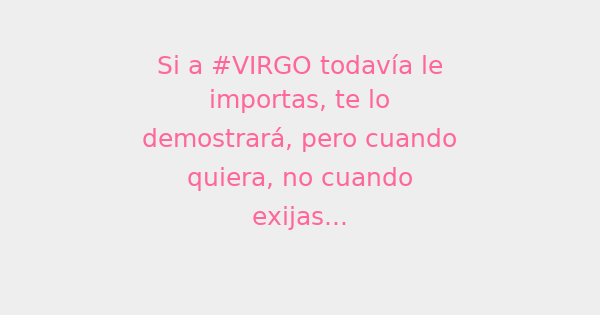 Si a #VIRGO todavía le
importas, te lo
demostrará, pero cuando
quiera, no cuando
exijas...